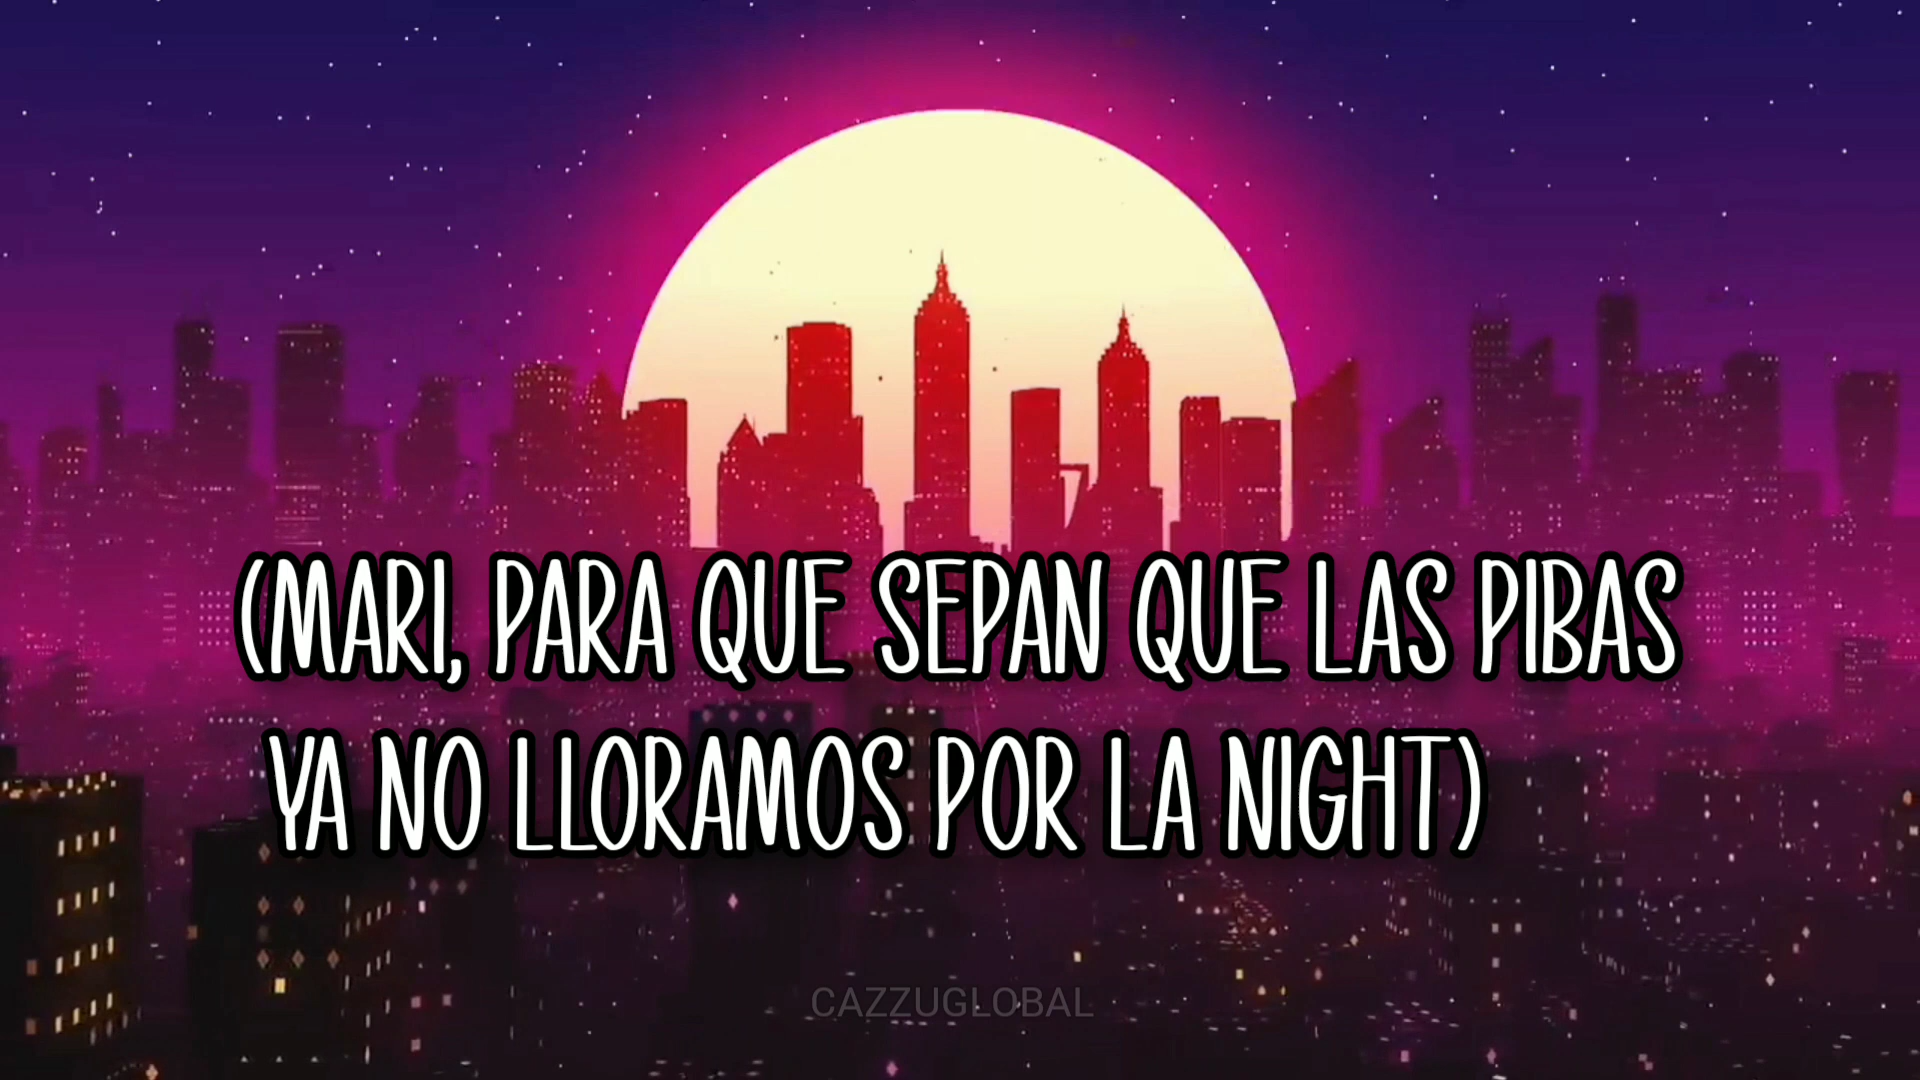 (MARI, PARA QUE SEPAN QUE LAS PIBAS
YA NO LLORAMOS POR LA NIGHT)
CAZZUGLOBAL